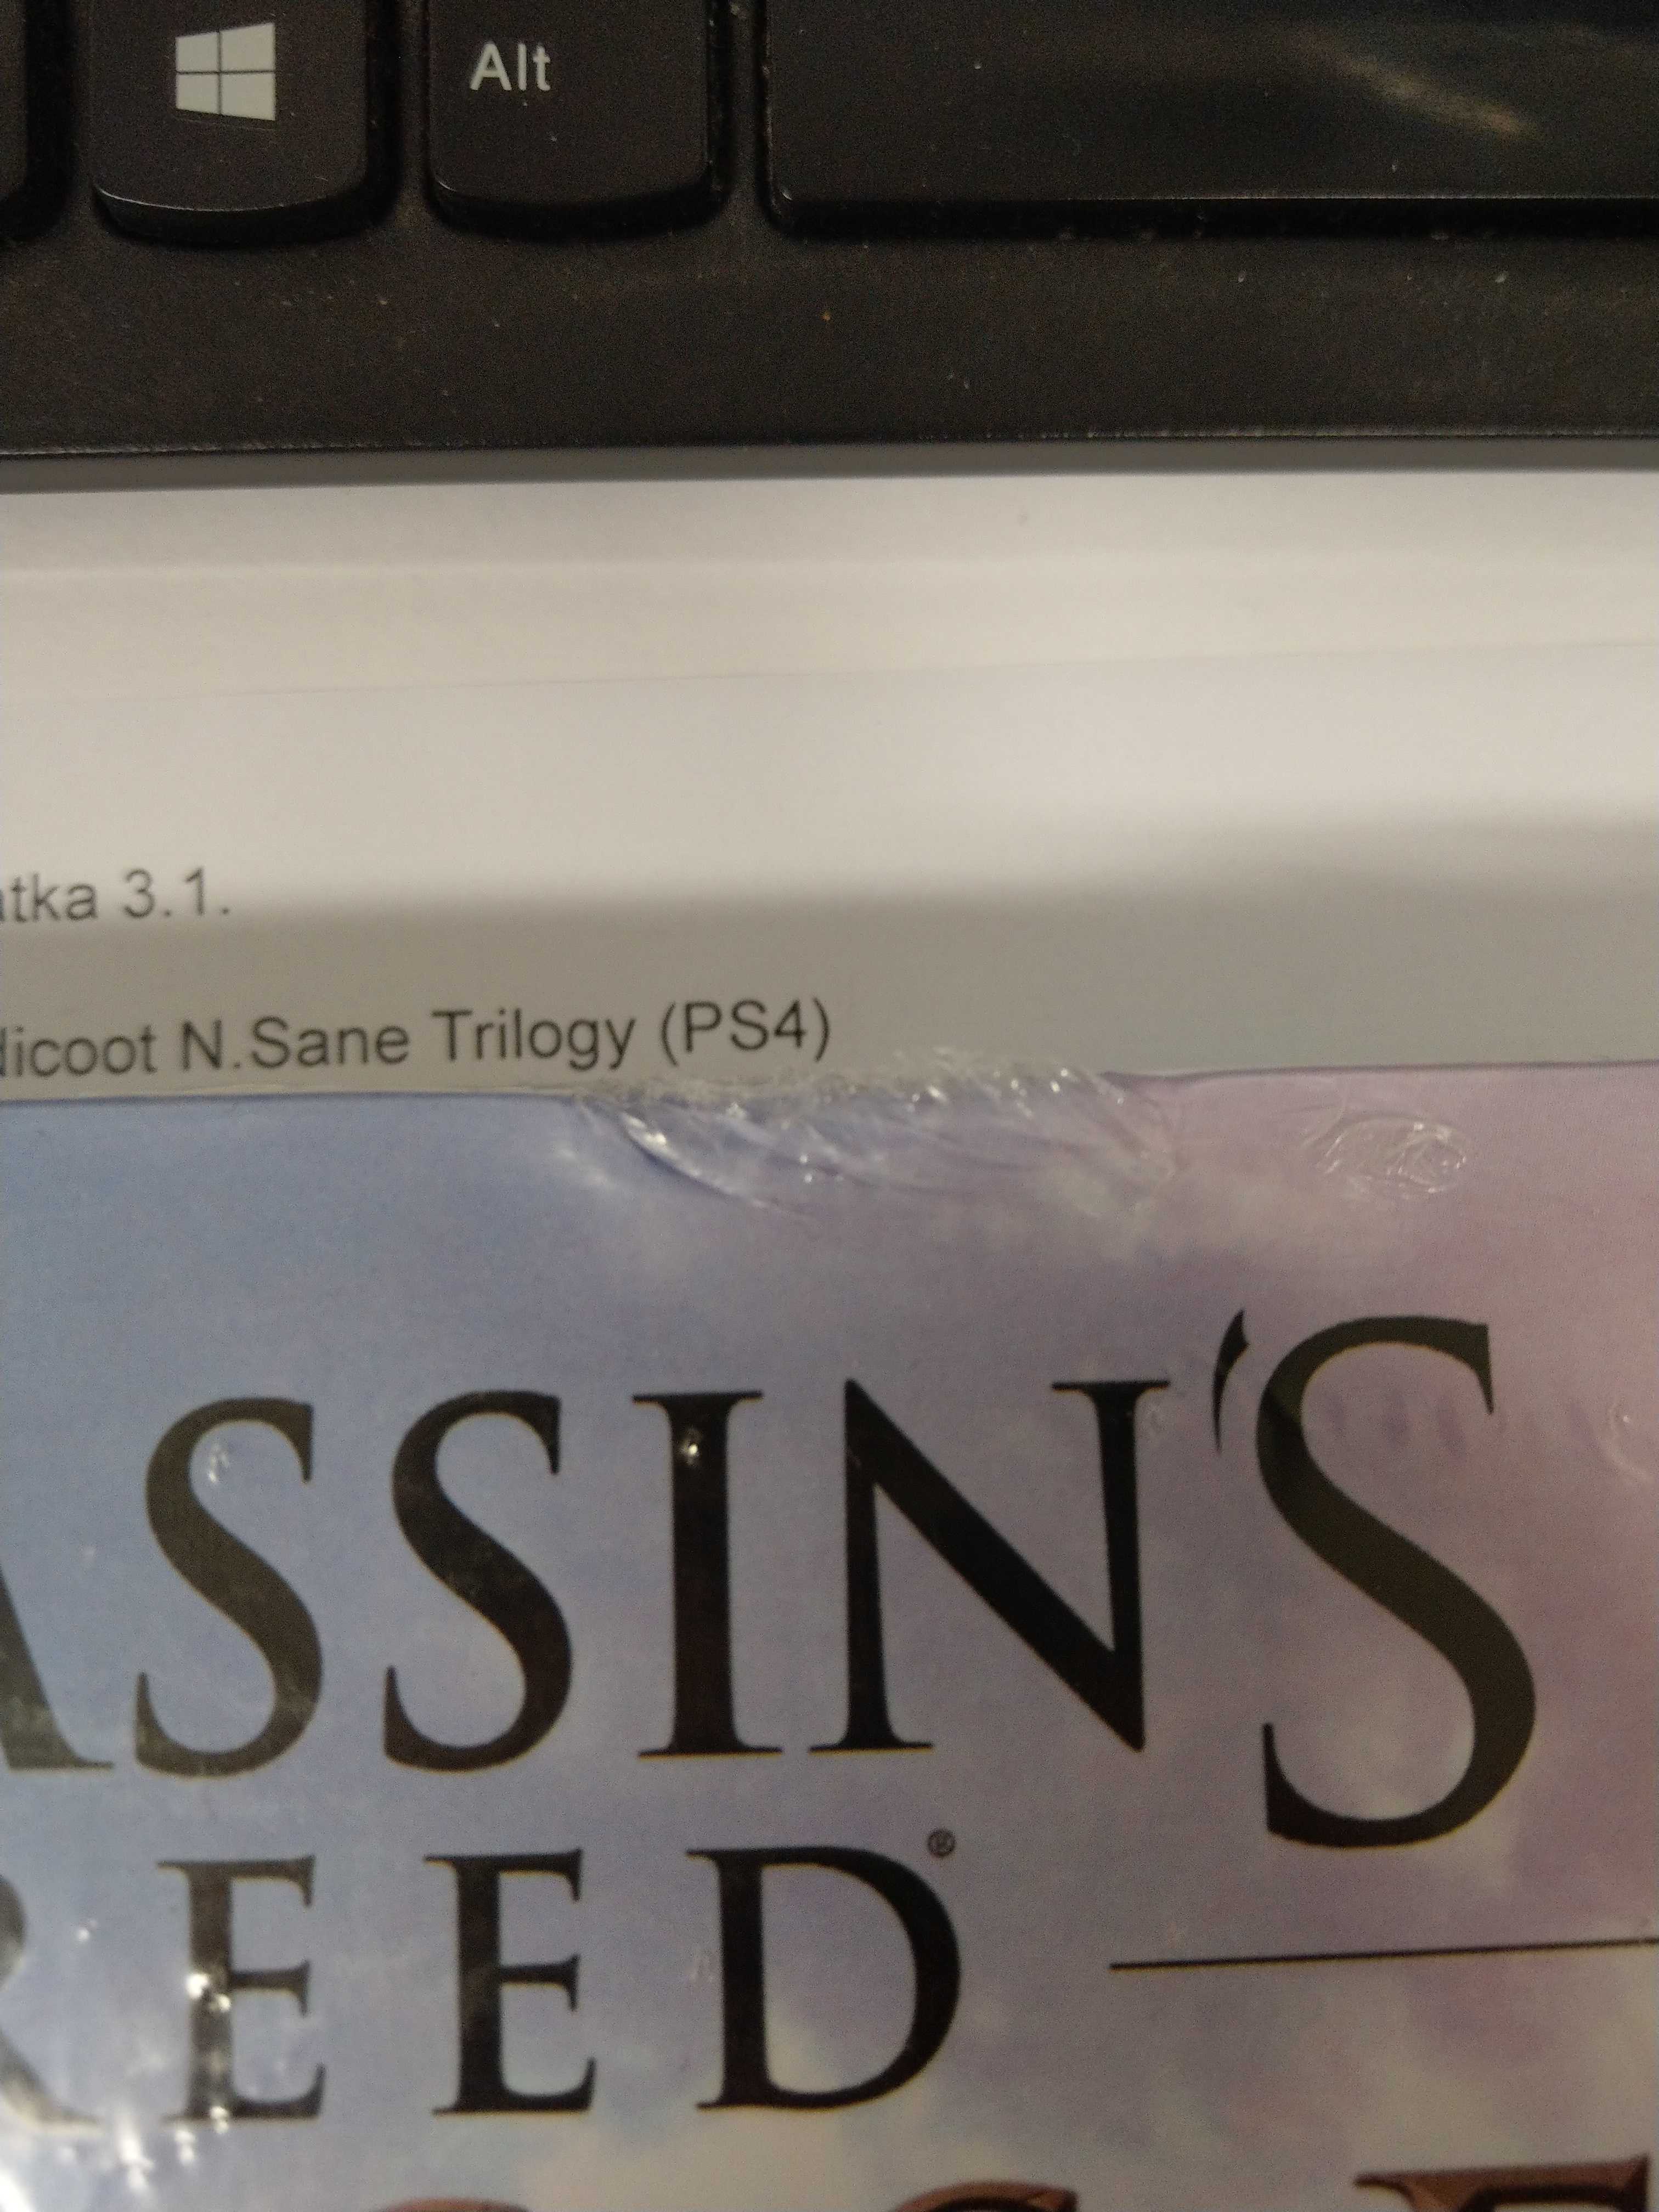 Alt
atka 3.1.
dicoot N.Sane Trilogy (PS4)
ASSIN'S
REED®